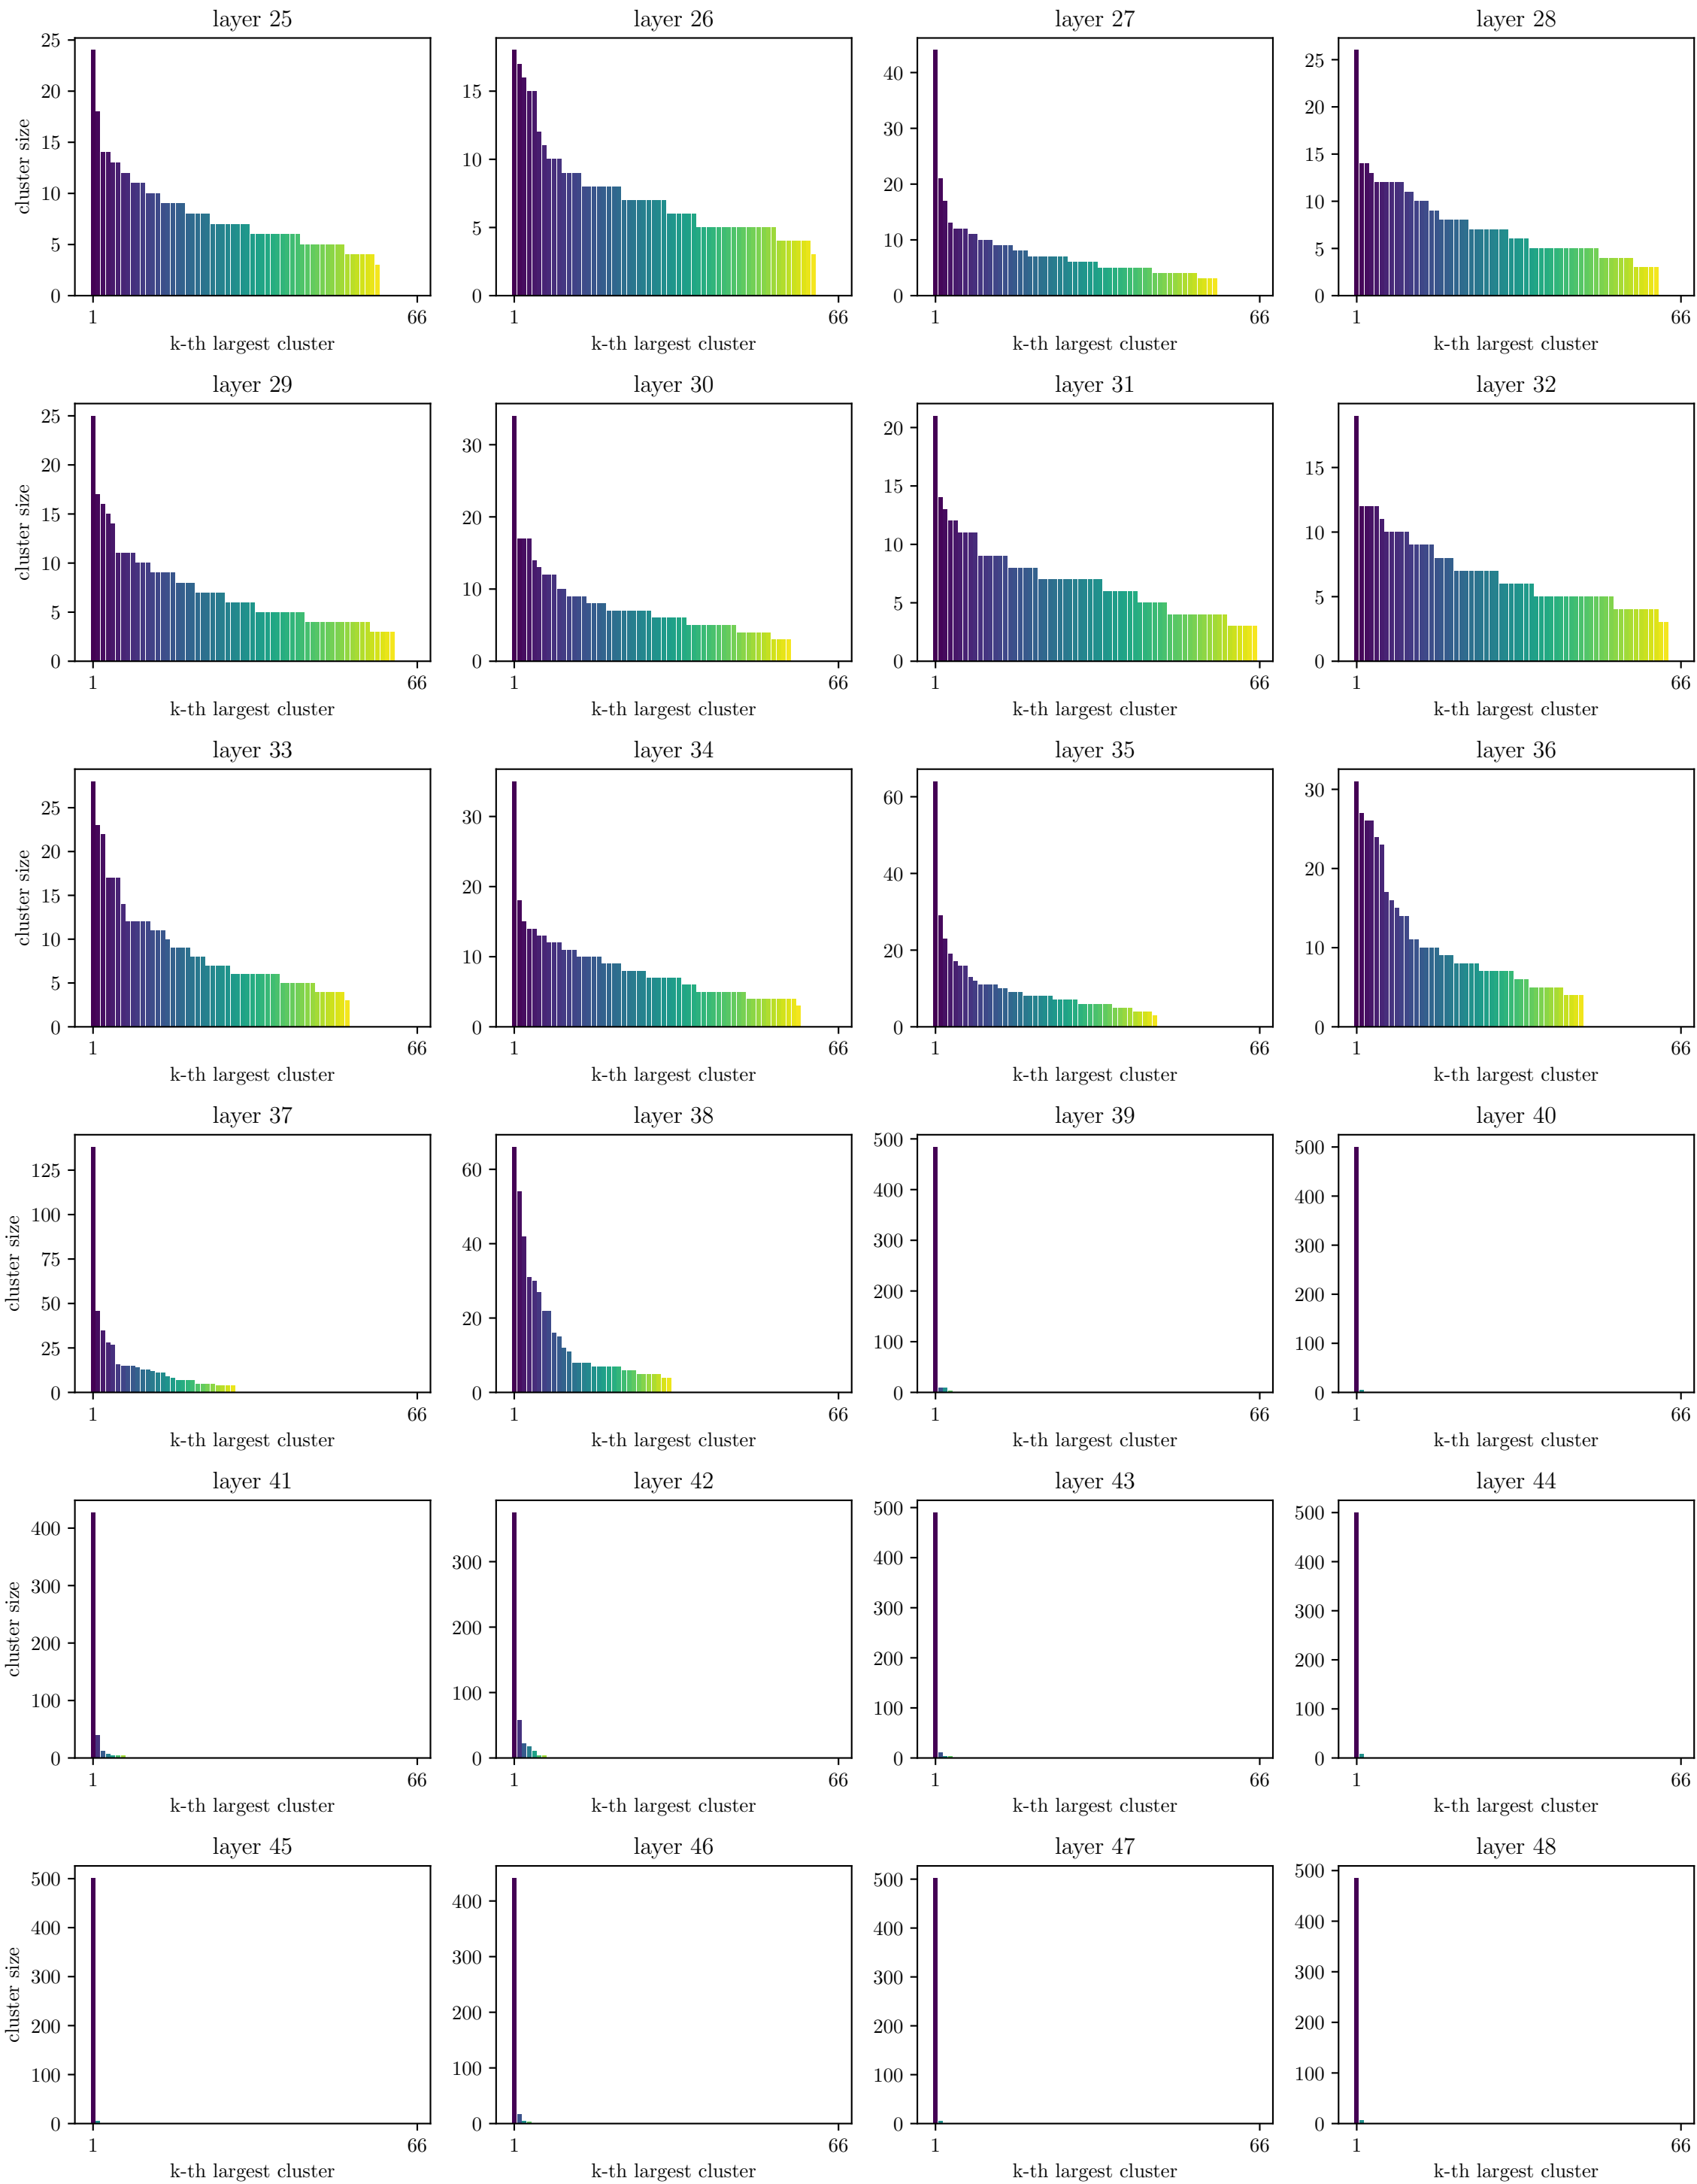 layer 25
25
20
15
10
5
0
cluster size
1 66
k-th largest cluster
layer 26
15
10
5
0
1 66
k-th largest cluster
layer 27
40
30
20
10
0
1 66
k-th largest cluster
layer 28
25
20
15
10
5
0
1 66
k-th largest cluster
layer 29
25
20
15
10
5
0
cluster size
1 66
k-th largest cluster
layer 30
30
20
10
0
1 66
k-th largest cluster
layer 31
20
15
10
5
0
1 66
k-th largest cluster
layer 32
15
10
5
0
1 66
k-th largest cluster
layer 33
25
20
15
10
5
0
cluster size
1 66
k-th largest cluster
layer 34
30
20
10
0
1 66
k-th largest cluster
layer 35
60
40
20
0
1 66
k-th largest cluster
layer 36
30
20
10
0
1 66
k-th largest cluster
layer 37
125
100
75
50
25
0
cluster size
1 66
k-th largest cluster
layer 38
60
40
20
0
1 66
k-th largest cluster
layer 39
500
400
300
200
100
0
1 66
k-th largest cluster
layer 40
500
400
300
200
100
0
1 66
k-th largest cluster
layer 41
400
300
200
100
0
cluster size
1 66
k-th largest cluster
layer 42
300
200
100
0
1 66
k-th largest cluster
layer 43
500
400
300
200
100
0
1 66
k-th largest cluster
layer 44
500
400
300
200
100
0
1 66
k-th largest cluster
layer 45
500
400
300
200
100
0
cluster size
1 66
k-th largest cluster
layer 46
400
300
200
100
0
1 66
k-th largest cluster
layer 47
500
400
300
200
100
0
1 66
k-th largest cluster
layer 48
500
400
300
200
100
0
1 66
k-th largest cluster